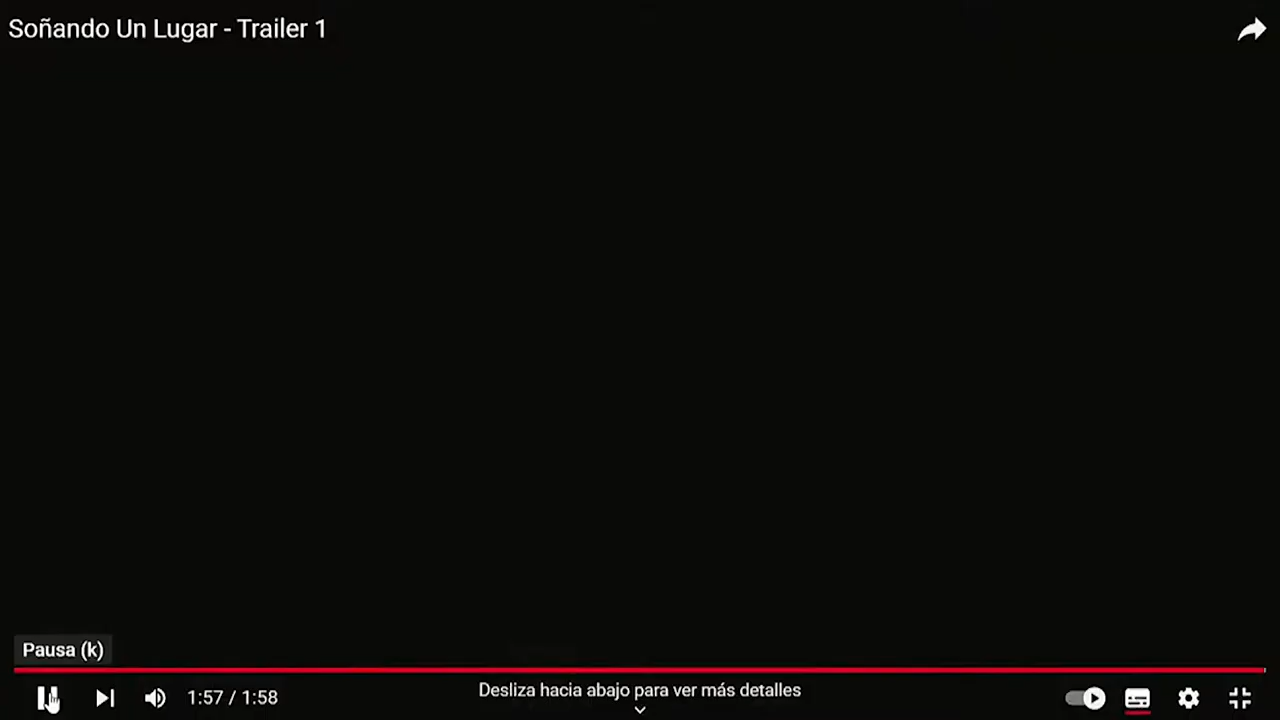 Soñando Un Lugar - Trailer 1
Pausa (k)
1:57 / 1:58
Desliza hacia abajo para ver más detalles